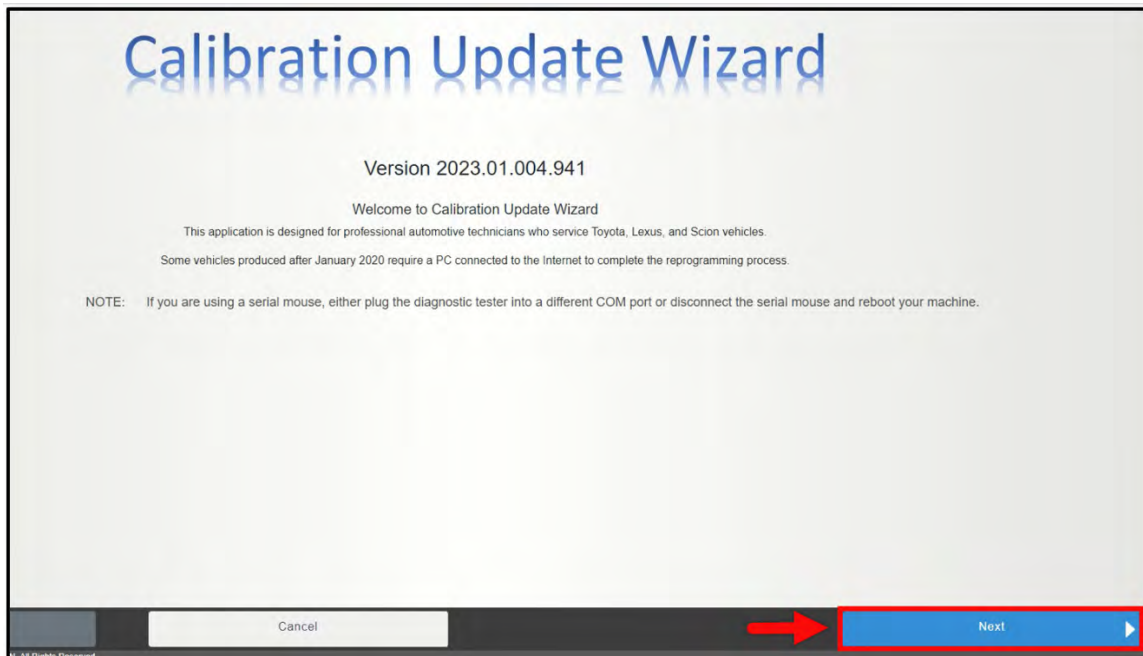 Calibration Update Wizard
Version 2023.01.004.941
Welcome to Calibration Update Wizard
This application is designed for professional automotive technicians who service Toyota, Lexus, and Scion vehicles.
Some vehicles produced after January 2020 require a PC connected to the Internet to complete the reprogramming process.
NOTE: If you are using a serial mouse, either plug the diagnostic tester into a different COM port or disconnect the serial mouse and reboot your machine.
Cancel
Next
All Rights Reserved